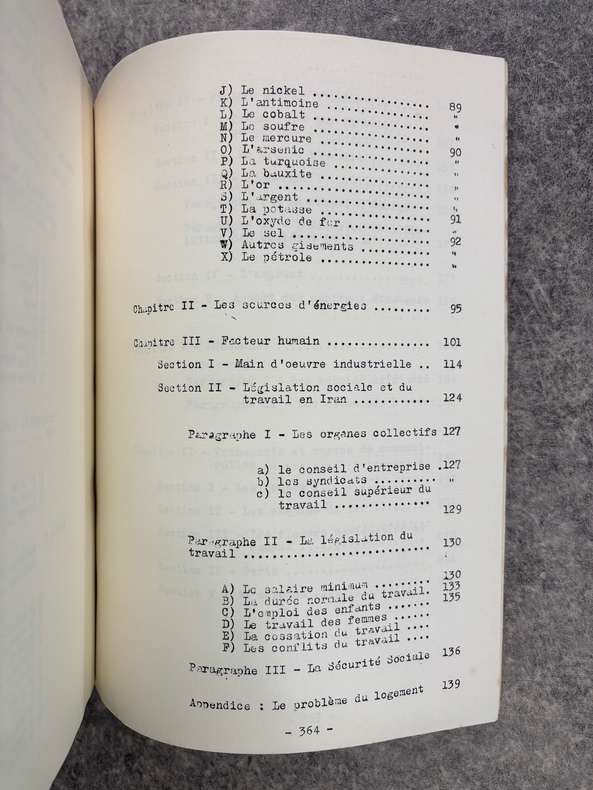 J) Le nickel ..................
K) L'antimoine ................. 89
L) Le cobalt .................. "
M) Le soufre .................. "
N) Le mercure ................. "
O) L'arsenic .................. 90
P) La turquoise ............... "
Q) La bauxite ................. "
R) L'or ...................... "
S) L'argent ................... "
T) La potasse ................. "
U) L'oxyde de fer ............. 91
V) Le sel ..................... "
W) Autres gisements ........... 92
X) Le pétrole ................. "
"
Chapitre II - Les sources d'énergies ......... 95
Chapitre III - Facteur humain ............... 101
Section I - Main d'oeuvre industrielle .. 114
Section II - Législation sociale et du
travail en Iran ............ 124
Paragraphe I - Les organes collectifs 127
a) le conseil d'entreprise .127
b) les syndicats .......... "
c) le conseil supérieur du
travail ............... 129
Paragraphe II - La législation du
travail ............................. 130
A) Le salaire minimum ......... 130
B) La durée normale du travail. 133
C) L'emploi des enfants ....... 135
D) Le travail des femmes ......
E) La cessation du travail ....
F) Les conflits du travail ....
Paragraphe III - La Sécurité Sociale 136
Appendice : Le problème du logement 139
- 364 -